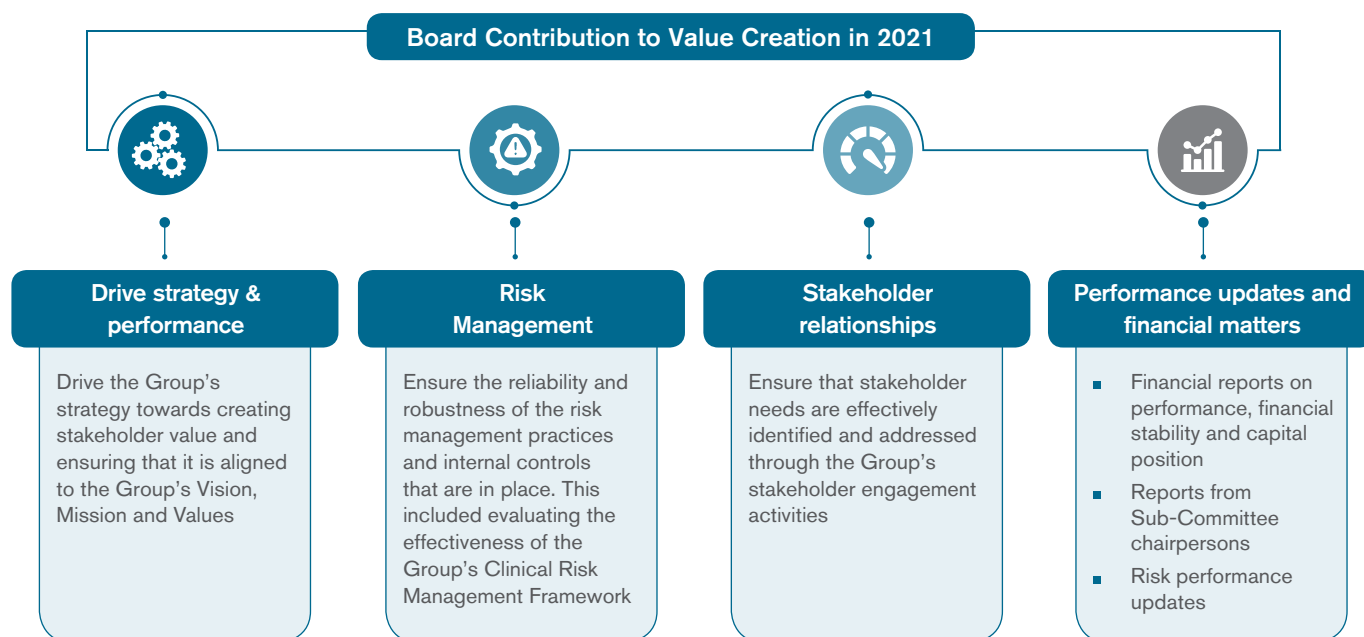 Board Contribution to Value Creation in 2021
Drive strategy &
performance
Drive the Group’s
strategy towards creating
stakeholder value and
ensuring that it is aligned
to the Group’s Vision,
Mission and Values
Risk
Management
Ensure the reliability and
robustness of the risk
management practices
and internal controls
that are in place. This
included evaluating the
effectiveness of the
Group’s Clinical Risk
Management Framework
Stakeholder
relationships
Ensure that stakeholder
needs are effectively
identified and addressed
through the Group’s
stakeholder engagement
activities
Performance updates and
financial matters
Financial reports on
performance, financial
stability and capital
position
Reports from
Sub-Committee
chairpersons
Risk performance
updates